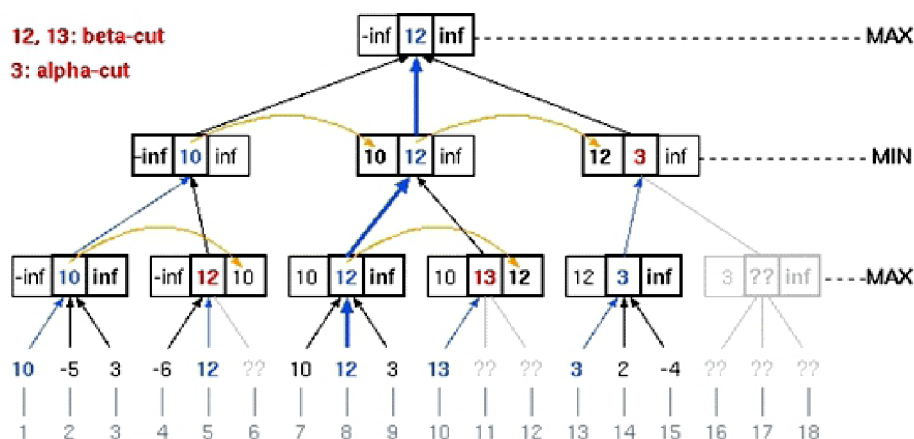 12, 13: beta-cut
3: alpha-cut
-inf 12 inf MAX
-inf 10 inf 10 12 inf 12 3 inf MIN
-inf 10 inf -inf 12 10 10 12 inf 10 13 12 12 3 inf 3 ?? inf MAX
10 -5 3 -6 12 ?? 10 12 3 13 ?? ?? 3 2 -4 ?? ?? ??
1 2 3 4 5 6 7 8 9 10 11 12 13 14 15 16 17 18